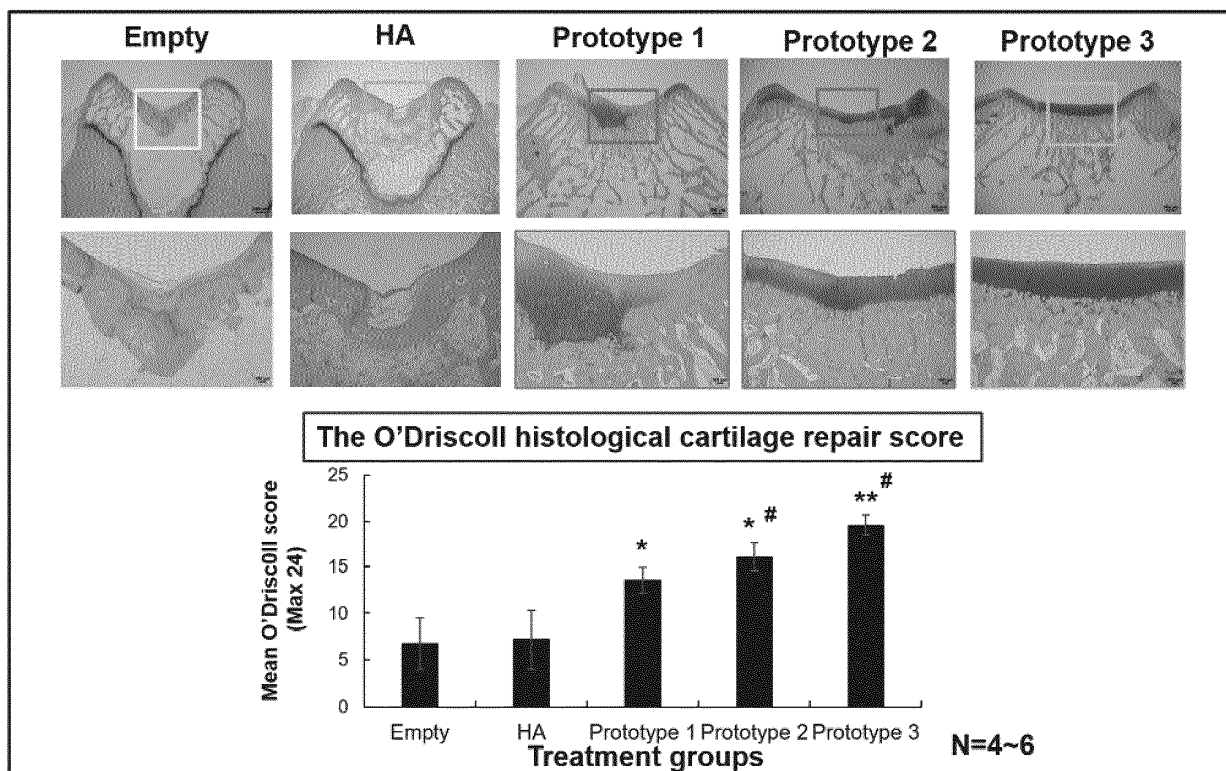 Empty
HA
Prototype 1
Prototype 2
Prototype 3
The O'Driscoll histological cartilage repair score
Mean O'Drisc0ll score
(Max 24)
25
20
15
10
5
0
*
* #
** #
Empty
HA
Prototype 1
Prototype 2
Prototype 3
Treatment groups
N=4~6